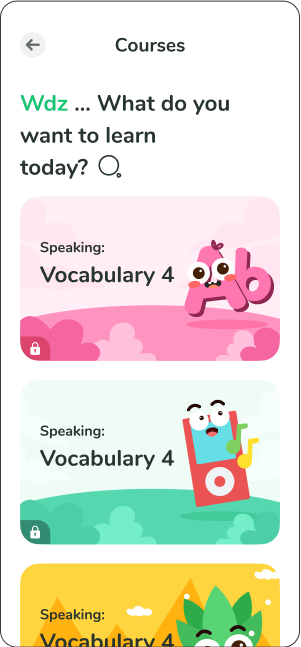 Courses
Wdz ... What do you
want to learn
today?
Ab
Speaking:
Vocabulary 4
Speaking:
Vocabulary 4
Speaking:
Vocabulary 4